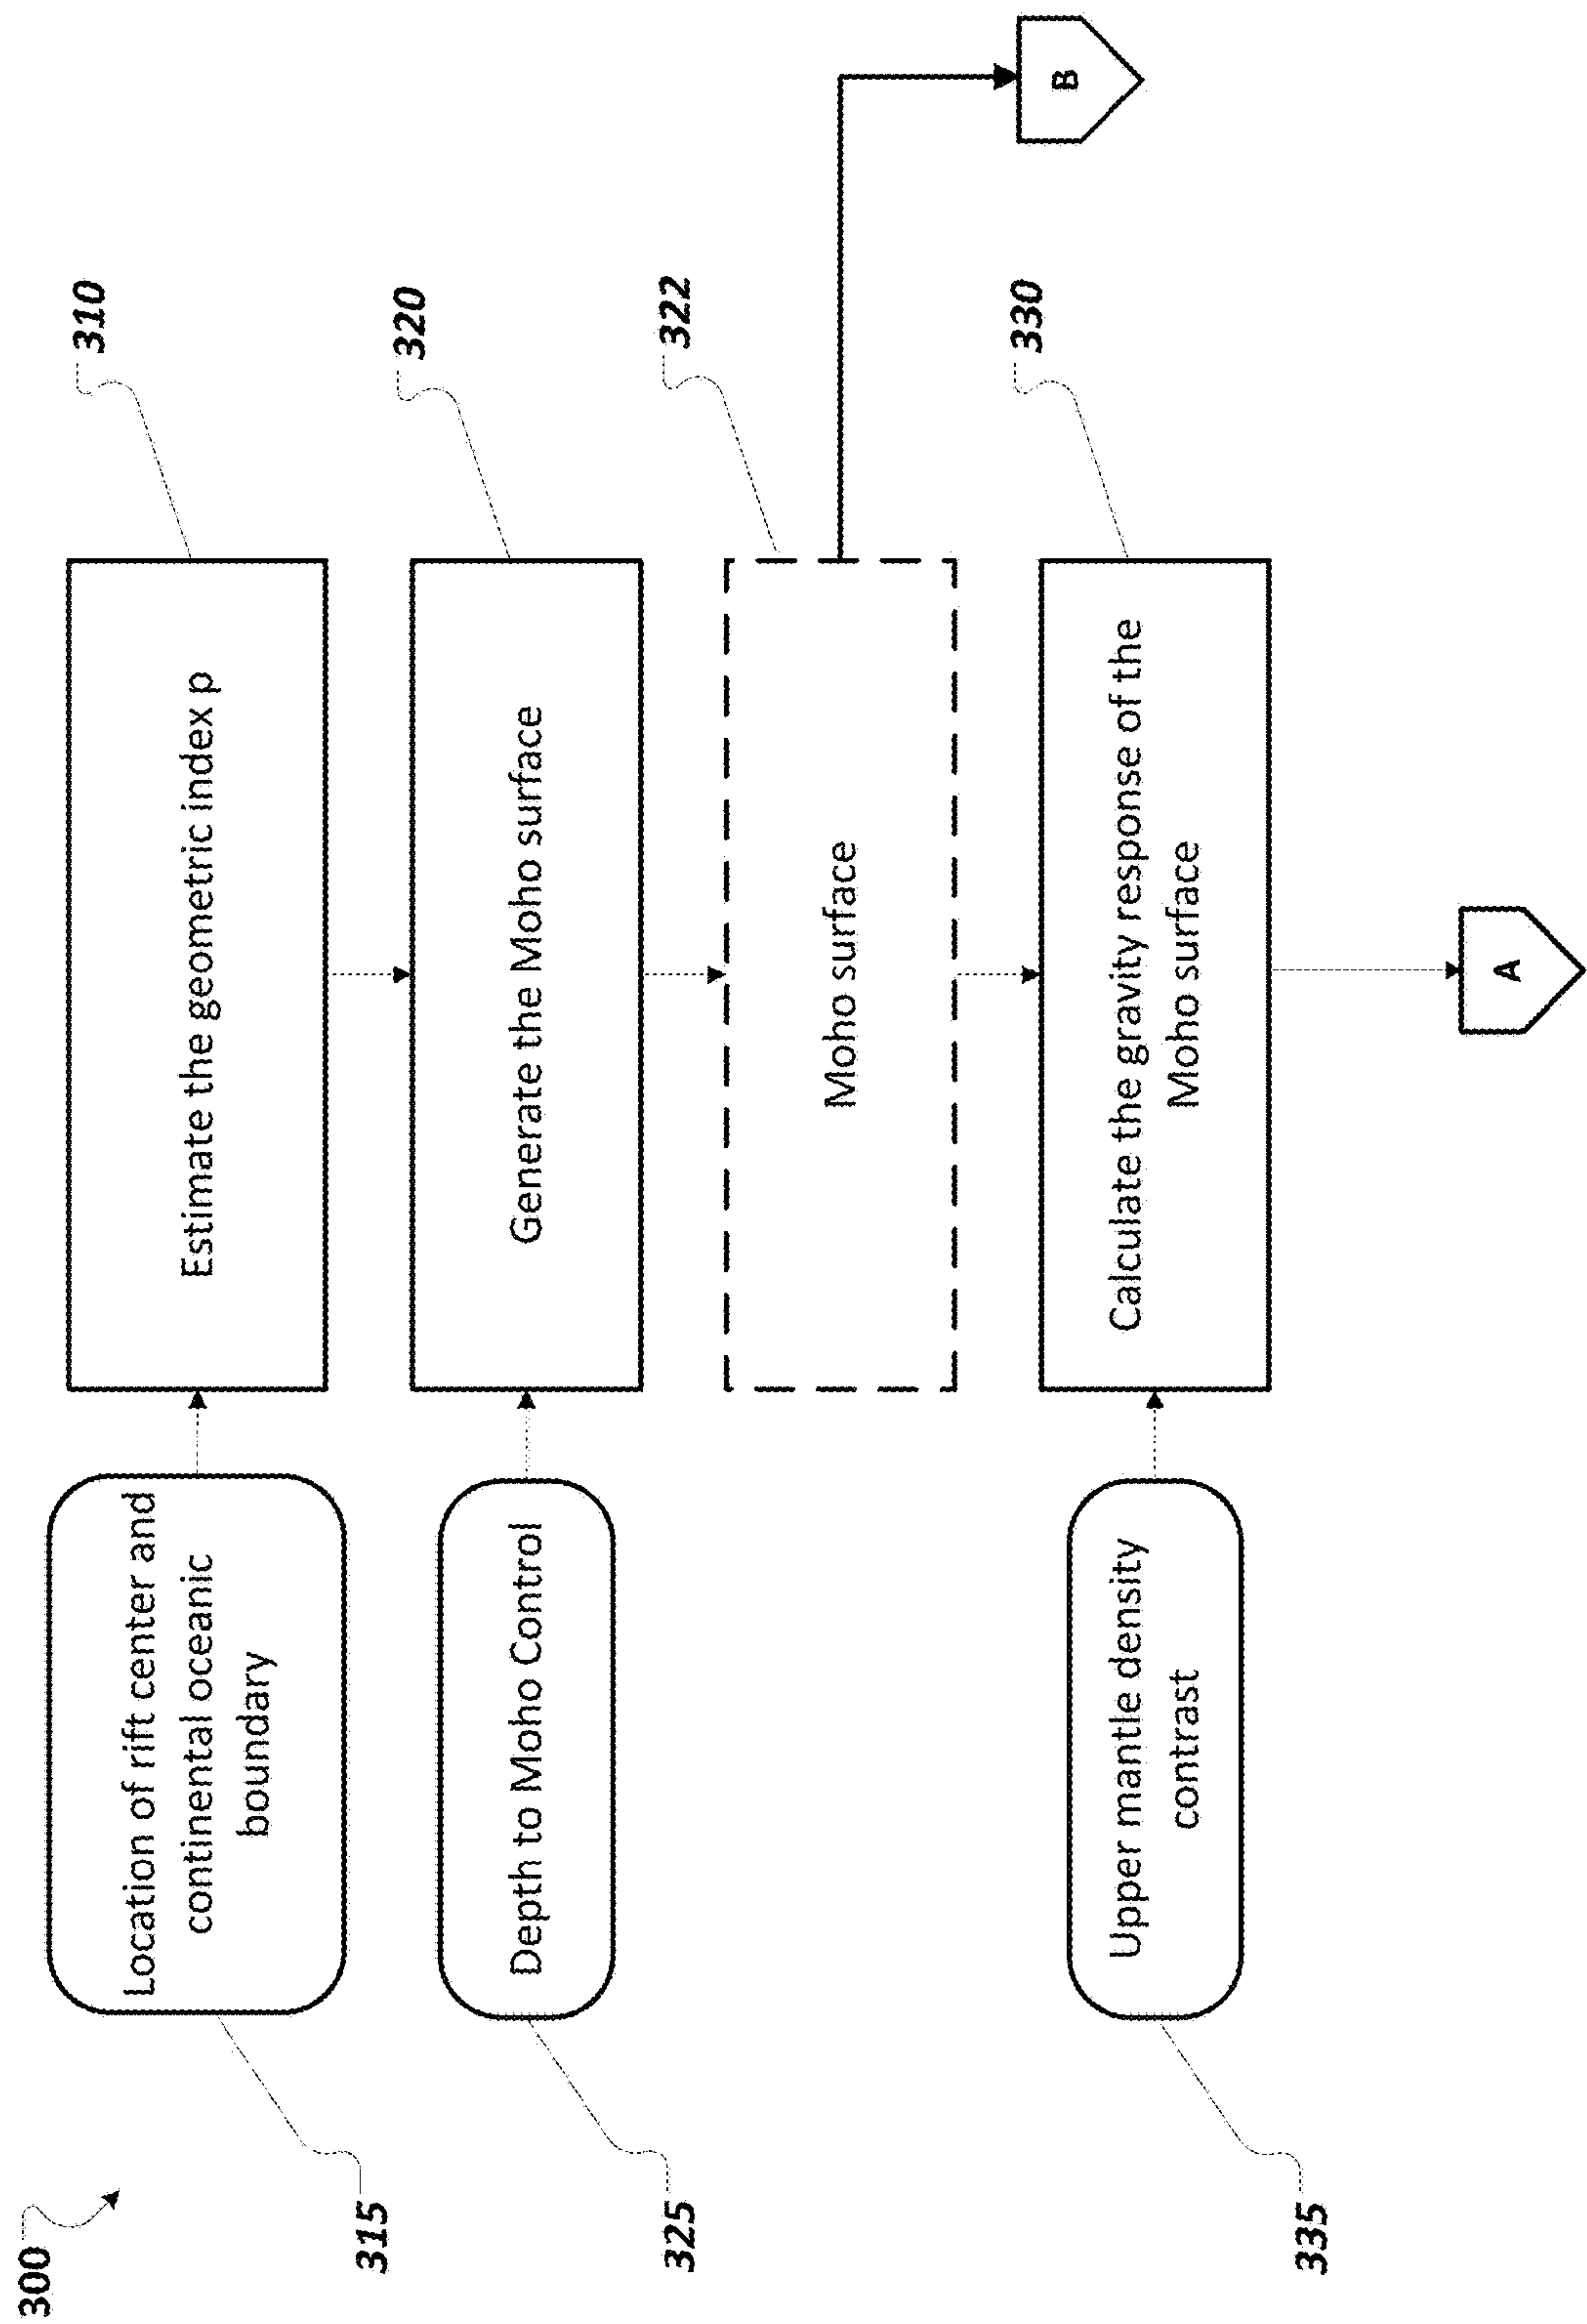 300
310
Location of rift center and
continental oceanic
boundary
Estimate the geometric index p
315
320
Depth to Moho Control
Generate the Moho surface
325
322
Moho surface
B
330
Upper mantle density
contrast
Calculate the gravity response of the
Moho surface
335
A